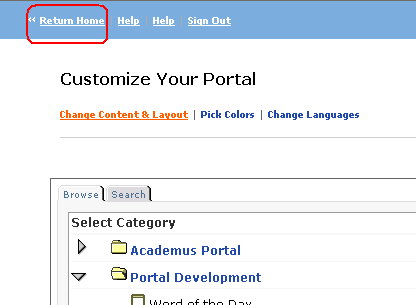 « Return Home Help | Help | Sign Out
Customize Your Portal
Change Content & Layout | Pick Colors | Change Languages
Browse Search
Select Category
Academus Portal
Portal Development
Word of the Day